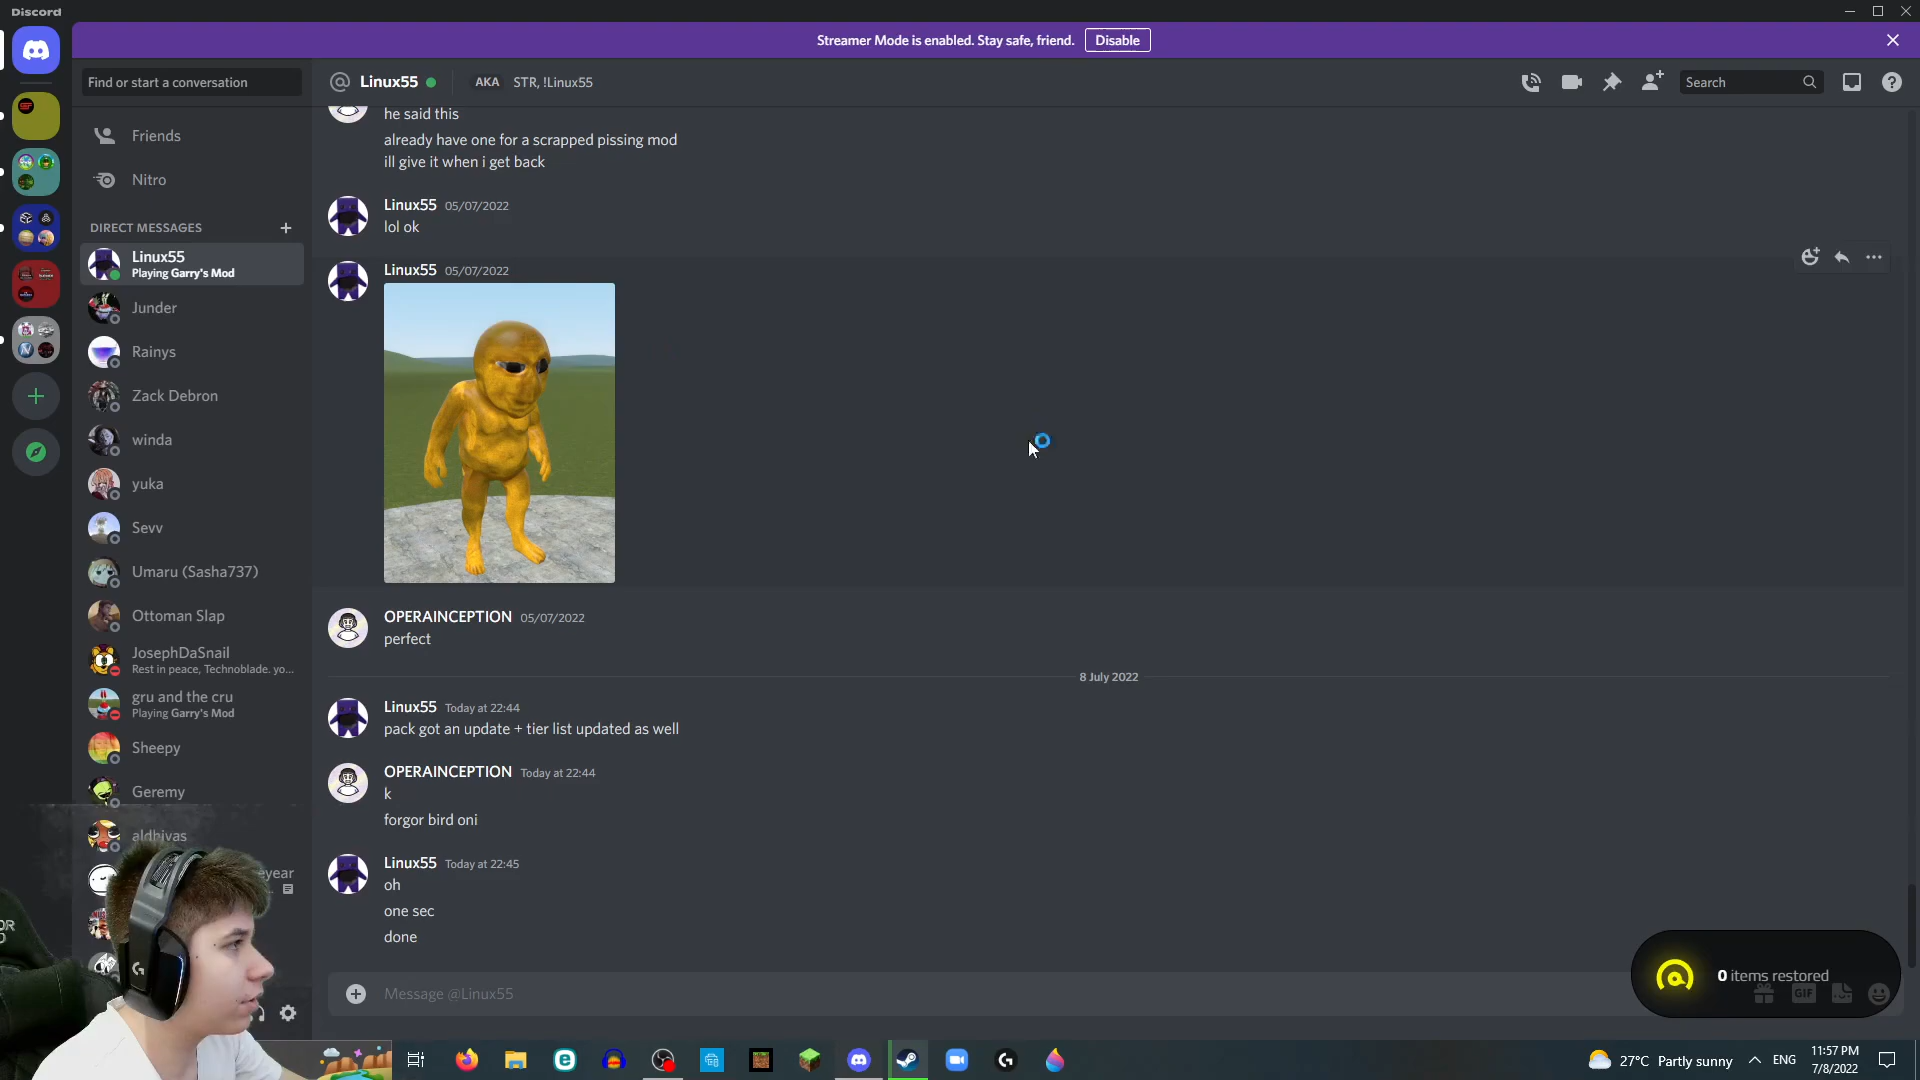 Discord
Streamer Mode is enabled. Stay safe, friend.
Disable
Find or start a conversation
Linux55
AKA
STR, !Linux55
Search
Friends
Nitro
DIRECT MESSAGES
Linux55
Playing Garry's Mod
Junder
Rainys
Zack Debron
winda
yuka
Sevv
Umaru (Sasha737)
Ottoman Slap
JosephDaSnail
Rest in peace, Technoblade. yo...
gru and the cru
Playing Garry's Mod
Sheepy
Geremy
aldhivas
eyear
he said this
already have one for a scrapped pissing mod
ill give it when i get back
Linux55 05/07/2022
lol ok
Linux55 05/07/2022
OPERAINCEPTION 05/07/2022
perfect
8 July 2022
Linux55 Today at 22:44
pack got an update + tier list updated as well
OPERAINCEPTION Today at 22:44
k
forgor bird oni
Linux55 Today at 22:45
oh
one sec
done
Message @Linux55
0 items restored
GIF
27°C Partly sunny
ENG
11:57 PM
7/8/2022